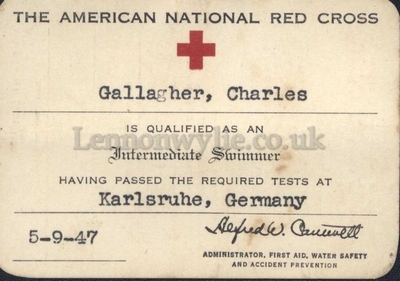 THE AMERICAN NATIONAL RED CROSS
Gallagher, Charles
Lennonwylie.co.uk
IS QUALIFIED AS AN
Intermediate Swimmer
HAVING PASSED THE REQUIRED TESTS AT
Karlsruhe, Germany
5-9-47
Alfred W.
ADMINISTRATOR, FIRST AID, WATER SAFETY
AND ACCIDENT PREVENTION